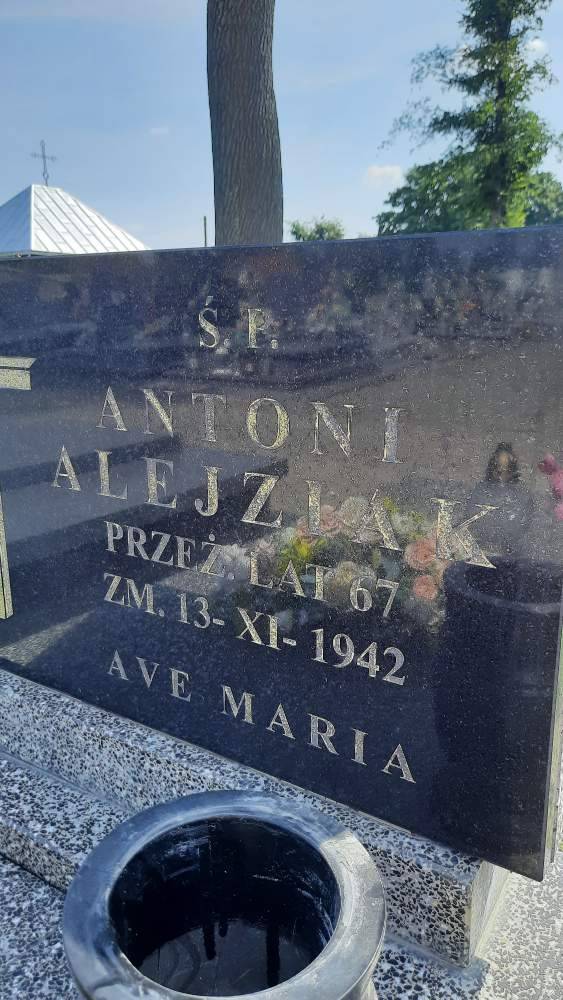 Ś. P.
ANTONI
ALEJZIAK
PRZEŻ. LAT 67
ZM. 13-XI-1942
AVE MARIA